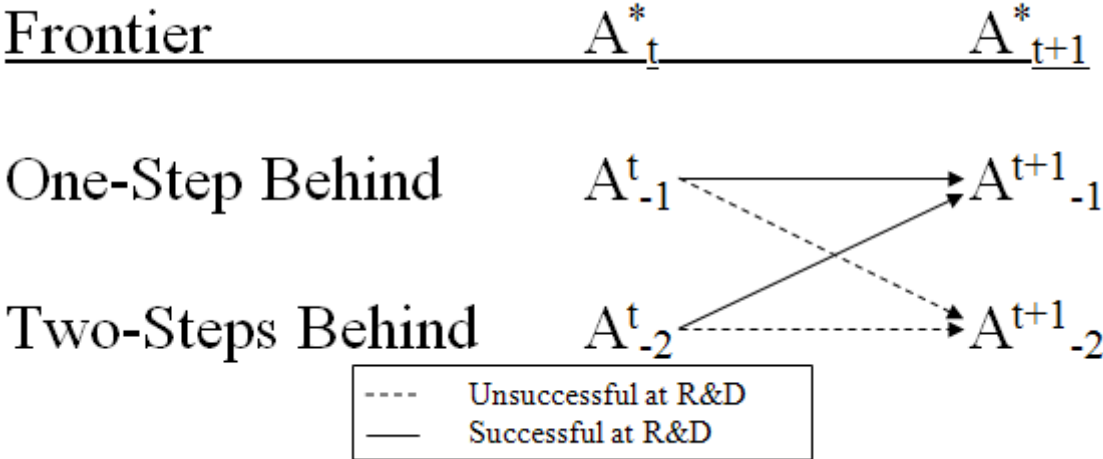 Frontier A*t A*t+1
One-Step Behind At-1 At+1-1
Two-Steps Behind At-2 At+1-2
Unsuccessful at R&D
Successful at R&D